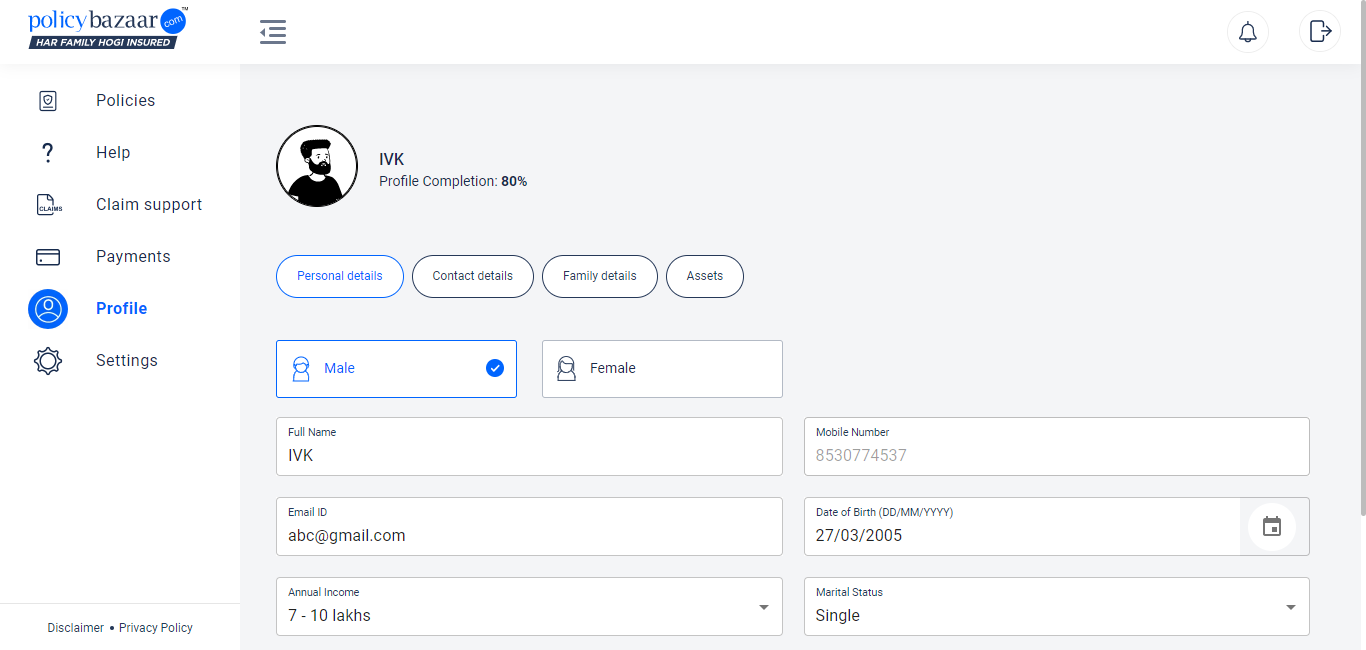 policybazaar.com™
HAR FAMILY HOGI INSURED
Policies
Help
CLAIMS Claim support
Payments
Profile
Settings
Disclaimer • Privacy Policy
IVK
Profile Completion: 80%
Personal details Contact details Family details Assets
Male Female
Full Name
IVK
Mobile Number
8530774537
Email ID
abc@gmail.com
Date of Birth (DD/MM/YYYY)
27/03/2005
Annual Income
7 - 10 lakhs
Marital Status
Single